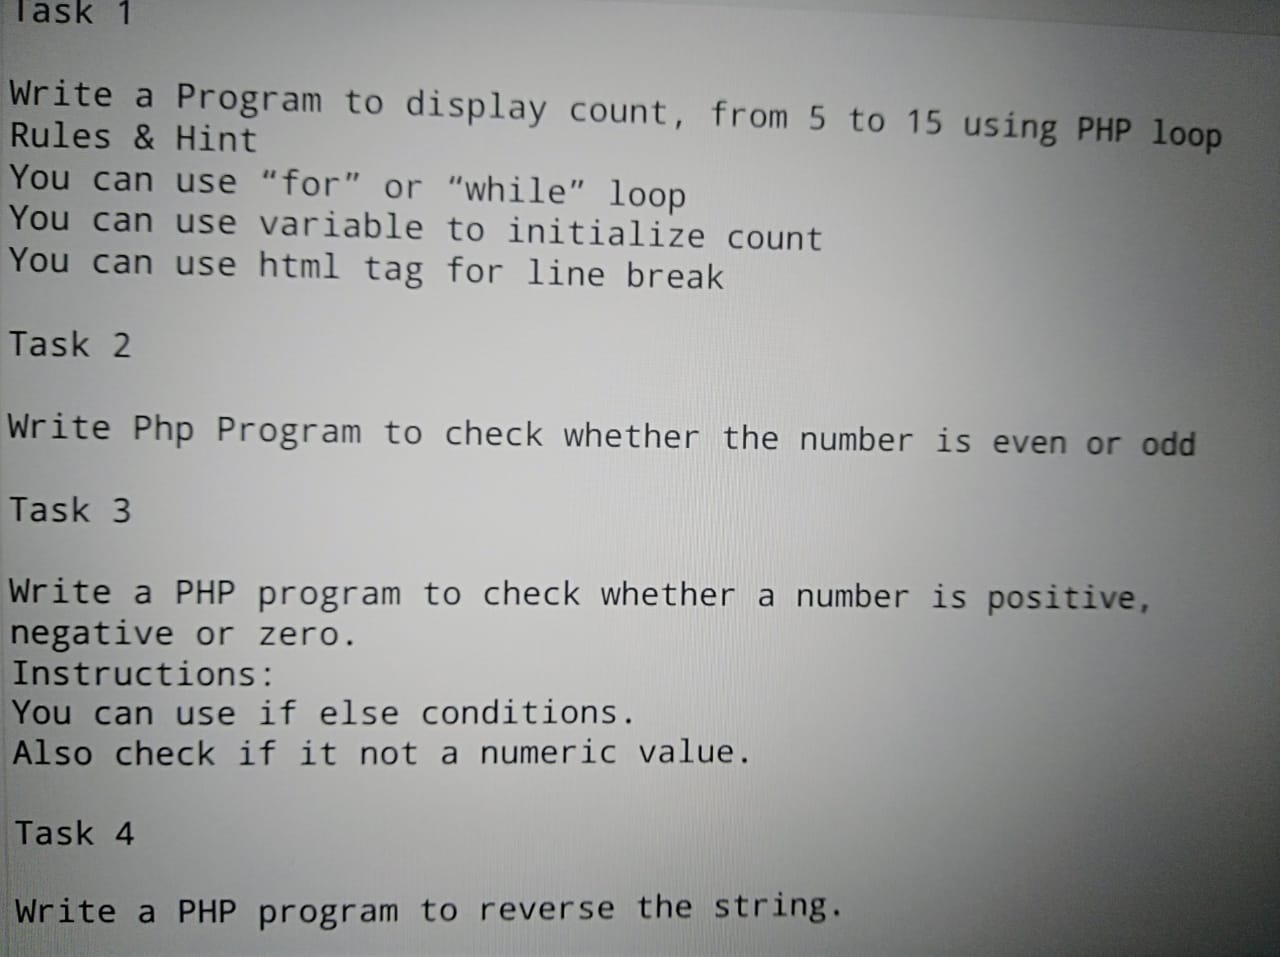 Task 1
Write a Program to display count, from 5 to 15 using PHP loop
Rules & Hint
You can use “for” or “while” loop
You can use variable to initialize count
You can use html tag for line break
Task 2
Write Php Program to check whether the number is even or odd
Task 3
Write a PHP program to check whether a number is positive,
negative or zero.
Instructions:
You can use if else conditions.
Also check if it not a numeric value.
Task 4
Write a PHP program to reverse the string.